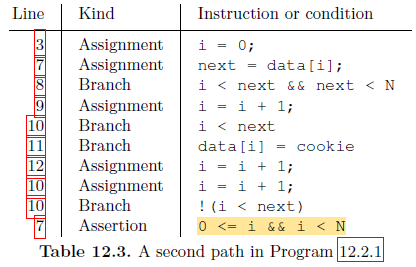 Line Kind Instruction or condition
3 Assignment i = 0;
7 Assignment next = data[i];
8 Branch i < next && next < N
9 Assignment i = i + 1;
10 Branch i < next
11 Branch data[i] = cookie
12 Assignment i = i + 1;
10 Assignment i = i + 1;
10 Branch !(i < next)
7 Assertion 0 <= i && i < N
Table 12.3. A second path in Program 12.2.1